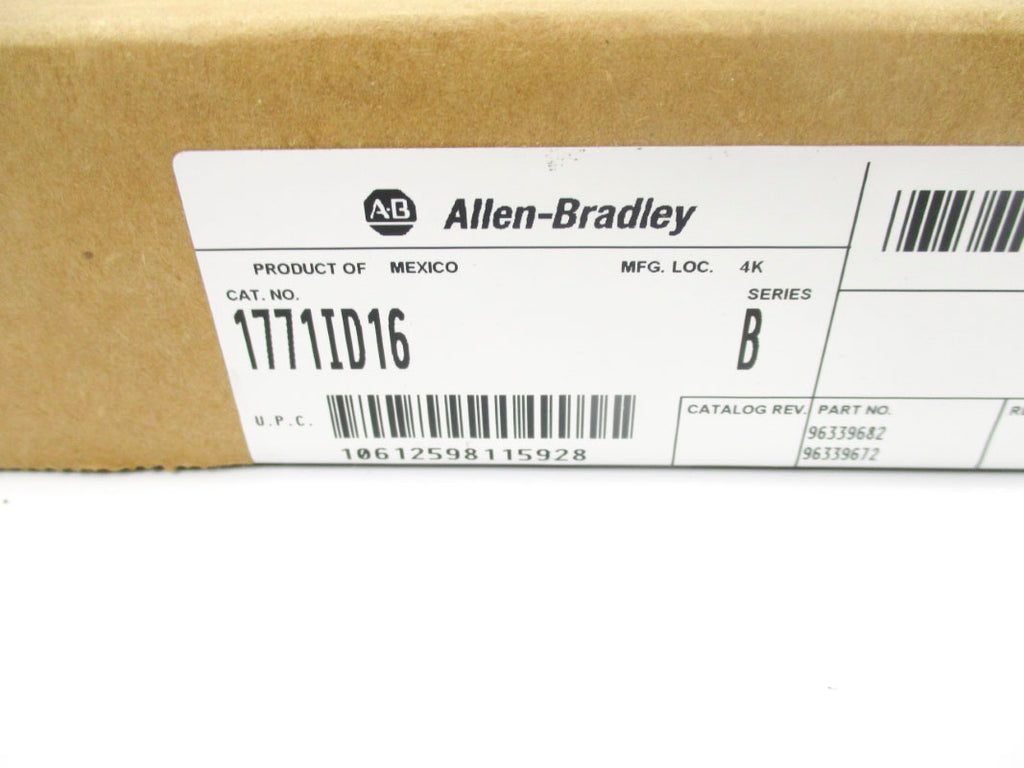 A·B Allen-Bradley
PRODUCT OF MEXICO MFG. LOC. 4K
CAT. NO. SERIES
1771ID16 B
U.P.C.
10612598115928
CATALOG REV. PART NO.
96339682
96339672